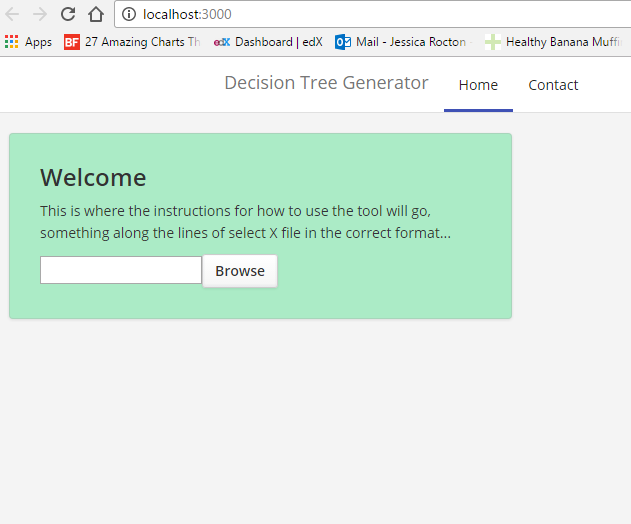 localhost:3000
Apps BF 27 Amazing Charts Th edX Dashboard | edX Mail - Jessica Rocton Healthy Banana Muffi
Decision Tree Generator Home Contact
Welcome
This is where the instructions for how to use the tool will go,
something along the lines of select X file in the correct format...
Browse